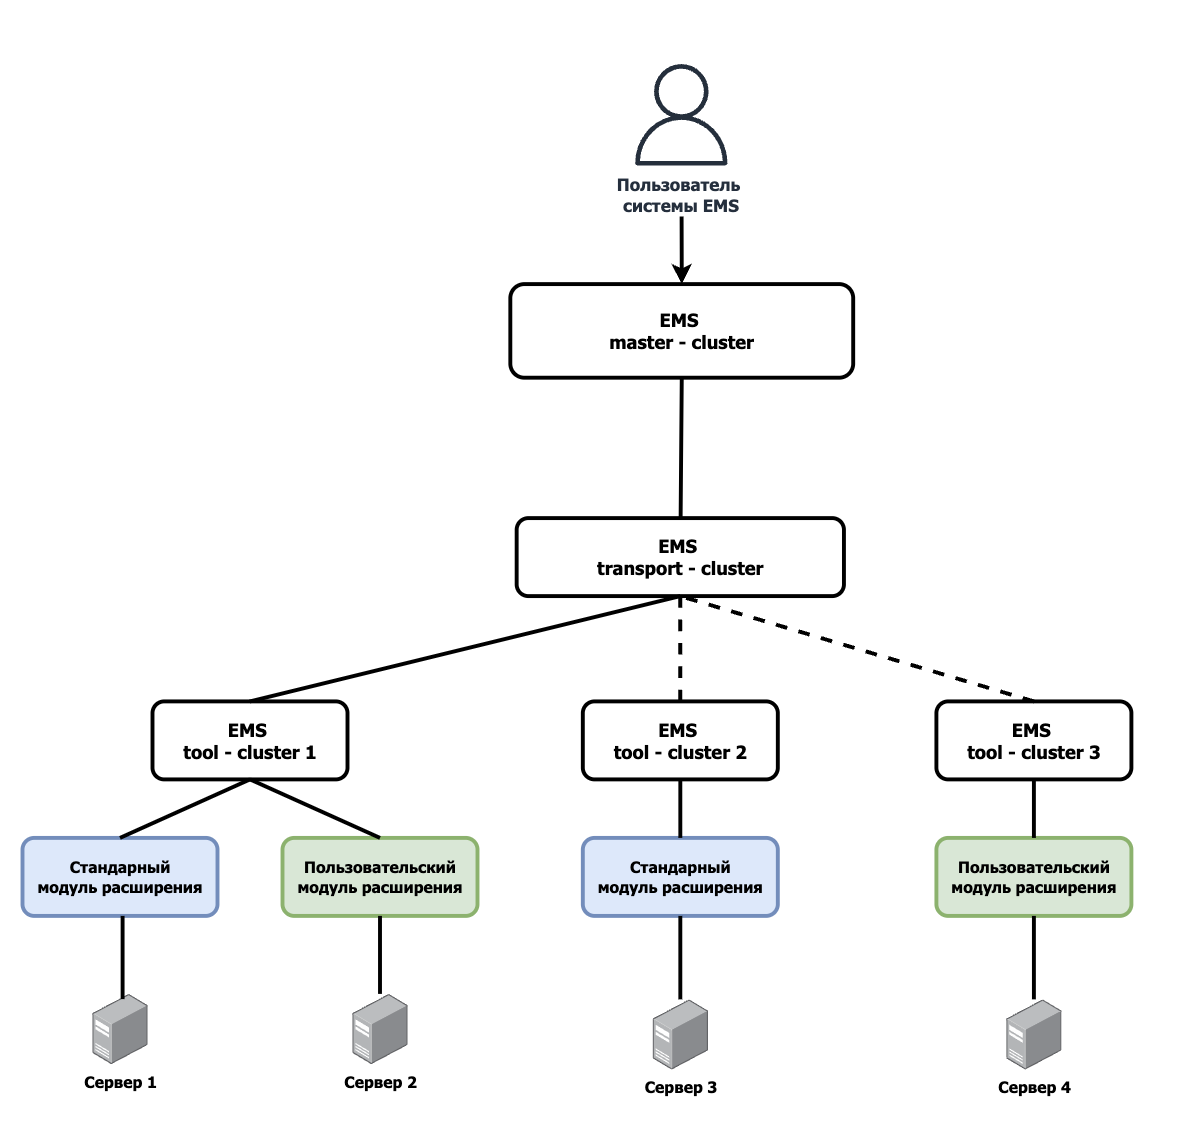 Пользователь
системы EMS
EMS
master - cluster
EMS
transport - cluster
EMS
tool - cluster 1
EMS
tool - cluster 2
EMS
tool - cluster 3
Стандарный
модуль расширения
Пользовательский
модуль расширения
Стандарный
модуль расширения
Пользовательский
модуль расширения
Сервер 1
Сервер 2
Сервер 3
Сервер 4